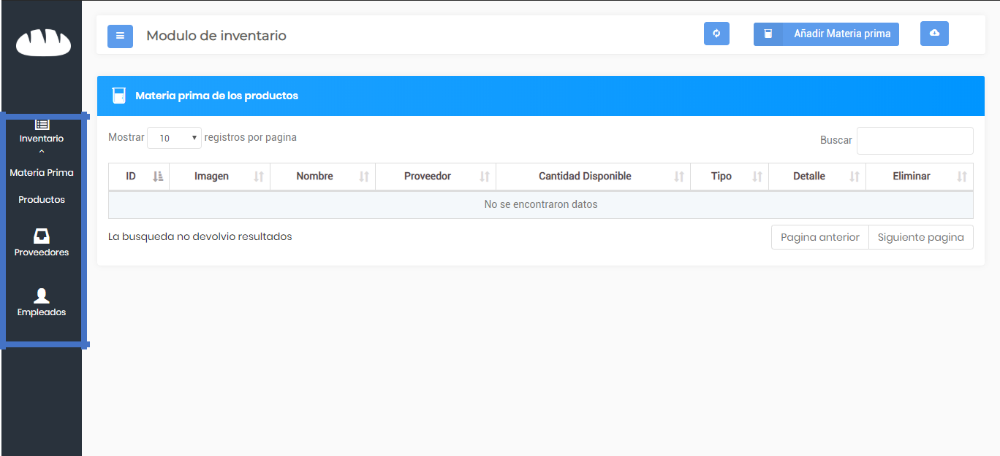 Modulo de inventario
Añadir Materia prima
Inventario
Materia Prima
Productos
Proveedores
Empleados
Materia prima de los productos
Mostrar 10 registros por pagina
Buscar
ID Imagen Nombre Proveedor Cantidad Disponible Tipo Detalle Eliminar
No se encontraron datos
La busqueda no devolvio resultados
Pagina anterior Siguiente pagina